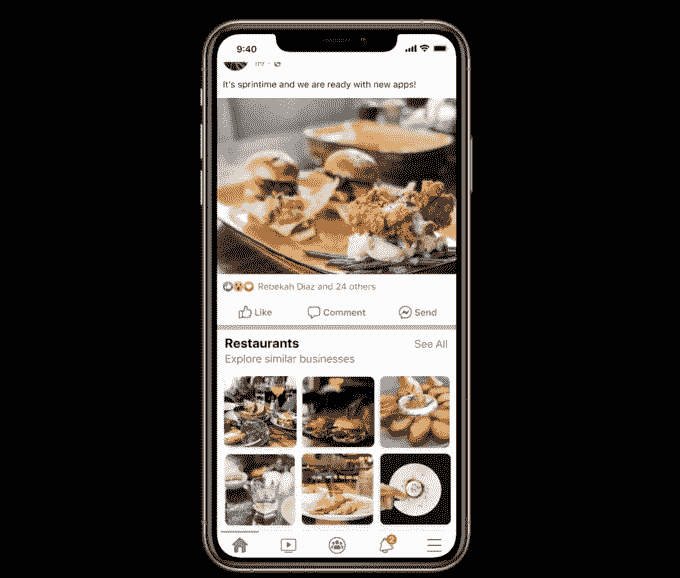 9:40
1hr
It's sprintime and we are ready with new apps!
Rebekah Diaz and 24 others
Like Comment Send
Restaurants See All
Explore similar businesses
2